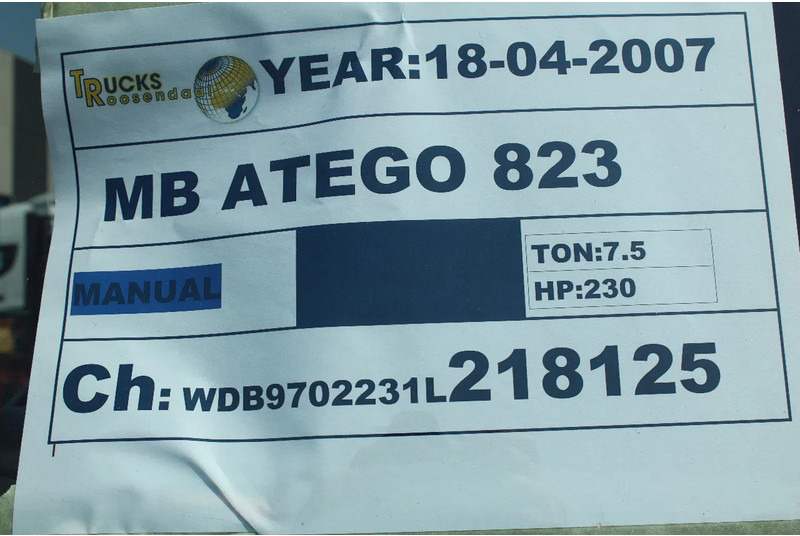 TRUCKS
Roosendaal
YEAR:18-04-2007
MB ATEGO 823
MANUAL
TON:7.5
HP:230
Ch: WDB9702231L218125